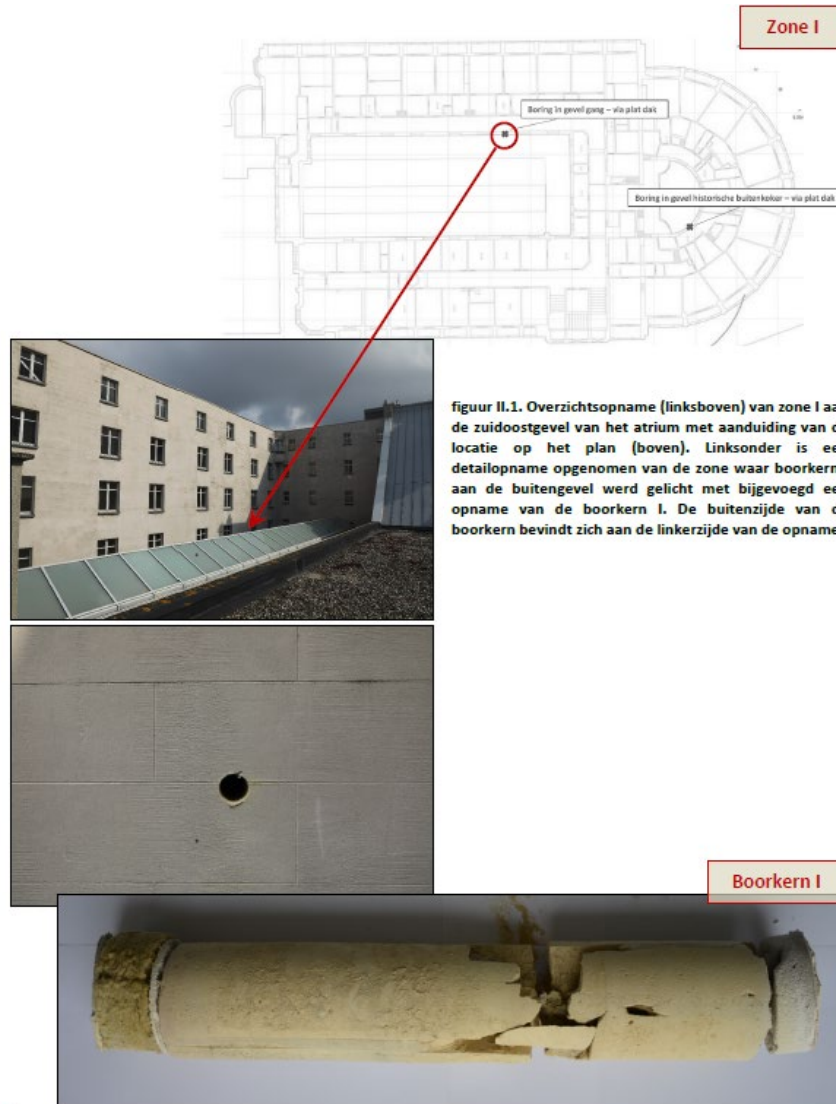 Zone I
Boring in gevel gang – via plat dak
Boring in gevel historische buitenkoker – via plat dak
figuur II.1. Overzichtsopname (linksboven) van zone I aa
de zuidoostgevel van het atrium met aanduiding van d
locatie op het plan (boven). Linksonder is ee
detailopname opgenomen van de zone waar boorkern
aan de buitengevel werd gelicht met bijgevoegd ee
opname van de boorkern I. De buitenzijde van d
boorkern bevindt zich aan de linkerzijde van de opname
Boorkern I